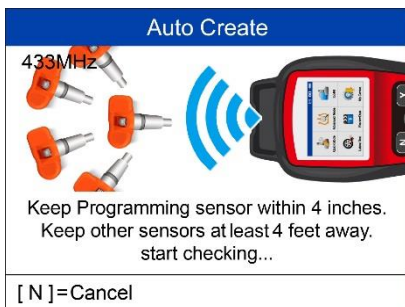 Auto Create
433MHz
Keep Programming sensor within 4 inches.
Keep other sensors at least 4 feet away.
start checking...
[ N ]=Cancel
Y
N